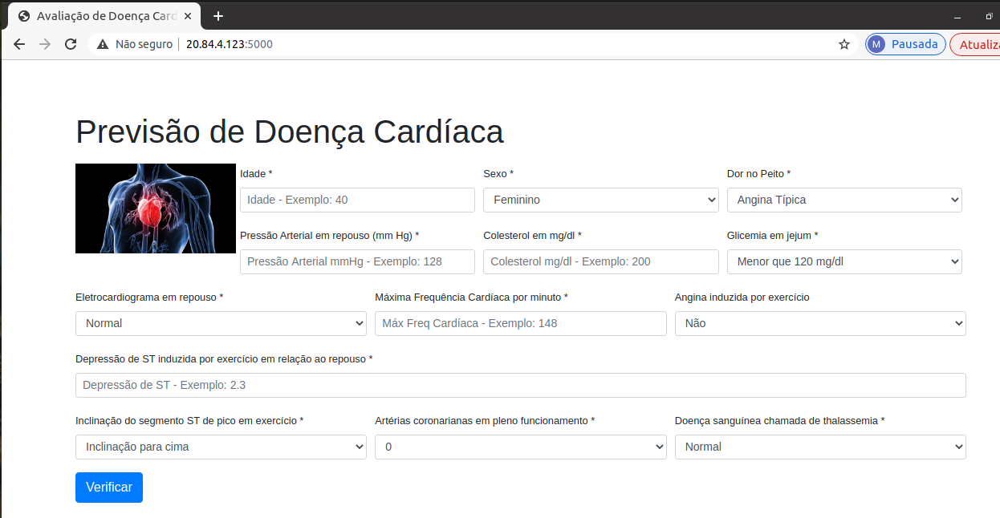 Avaliação de Doença Card
Não seguro 20.84.4.123:5000
M Pausada
Atualiza
Previsão de Doença Cardíaca
Idade * Sexo * Dor no Peito *
Idade - Exemplo: 40 Feminino Angina Típica
Pressão Arterial em repouso (mm Hg) * Colesterol em mg/dl * Glicemia em jejum *
Pressão Arterial mmHg - Exemplo: 128 Colesterol mg/dl - Exemplo: 200 Menor que 120 mg/dl
Eletrocardiograma em repouso * Máxima Frequência Cardíaca por minuto * Angina induzida por exercício
Normal Máx Freq Cardíaca - Exemplo: 148 Não
Depressão de ST induzida por exercício em relação ao repouso *
Depressão de ST - Exemplo: 2.3
Inclinação do segmento ST de pico em exercício * Artérias coronarianas em pleno funcionamento * Doença sanguínea chamada de thalassemia *
Inclinação para cima 0 Normal
Verificar